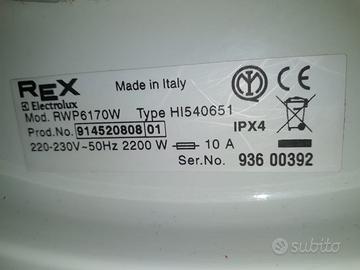 REX
Made in Italy
Electrolux
Mod. RWP6170W Type HI540651
Prod.No. 914520808 01
IPX4
220-230V~50Hz 2200 W 10 A
Ser.No. 936 00392
subito